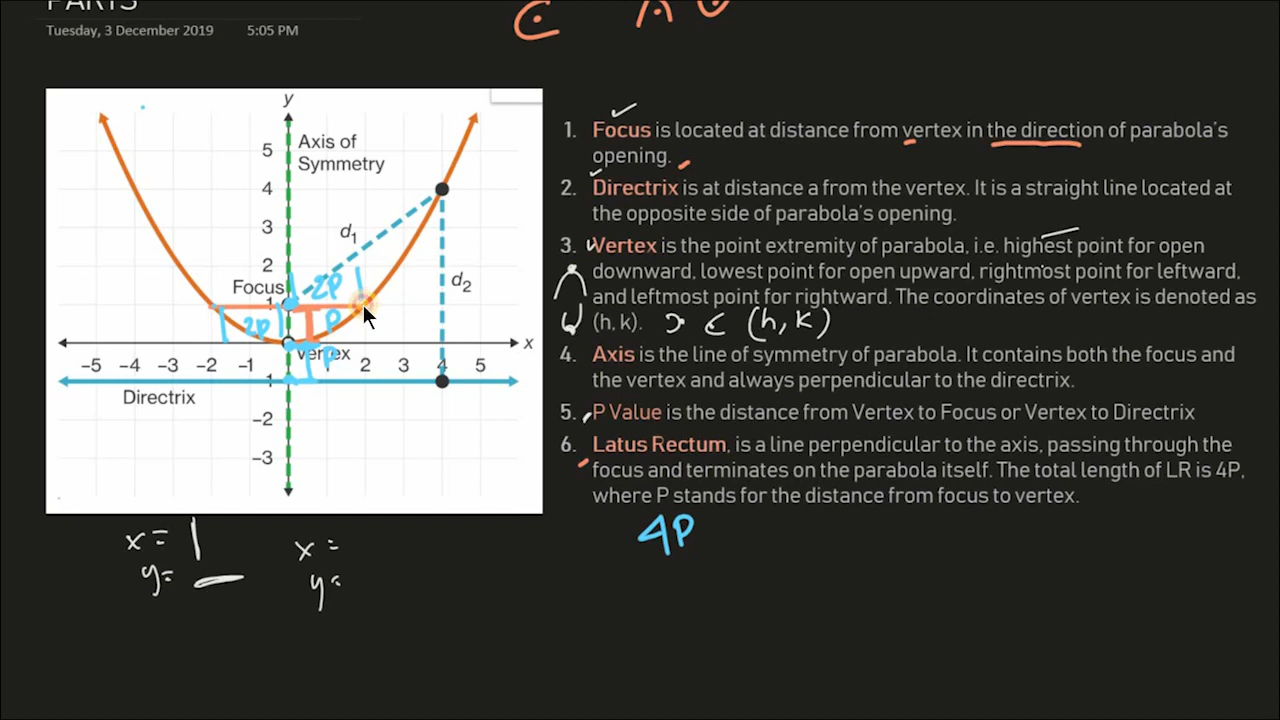 PARTS
Tuesday, 3 December 2019 5:05 PM
y
Axis of
Symmetry
5
4
3
2
1
d1
d2
Focus
2P
P
2P
Vertex
P
x
−5 −4 −3 −2 −1 1 2 3 4 5
Directrix
−2
−3
x = |
y = —
x =
y =
1. Focus is located at distance from vertex in the direction of parabola's
opening.
2. Directrix is at distance a from the vertex. It is a straight line located at
the opposite side of parabola's opening.
3. Vertex is the point extremity of parabola, i.e. highest point for open
downward, lowest point for open upward, rightmost point for leftward,
and leftmost point for rightward. The coordinates of vertex is denoted as
(h, k). (h, k)
4. Axis is the line of symmetry of parabola. It contains both the focus and
the vertex and always perpendicular to the directrix.
5. P Value is the distance from Vertex to Focus or Vertex to Directrix
6. Latus Rectum, is a line perpendicular to the axis, passing through the
focus and terminates on the parabola itself. The total length of LR is 4P,
where P stands for the distance from focus to vertex.
4P